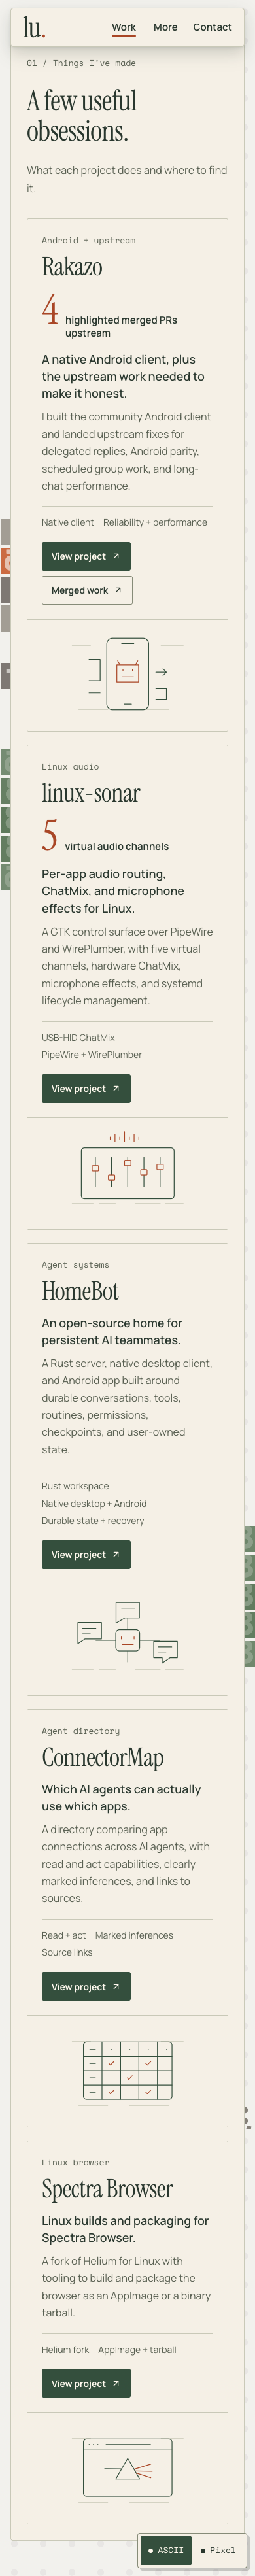 lu.
Work More Contact
01 / Things I've made
A few useful
obsessions.
What each project does and where to find
it.
Android + upstream
Rakazo
4 highlighted merged PRs
upstream
A native Android client, plus
the upstream work needed to
make it honest.
I built the community Android client
and landed upstream fixes for
delegated replies, Android parity,
scheduled group work, and long-
chat performance.
Native client Reliability + performance
View project ↗
Merged work ↗
Linux audio
linux-sonar
5 virtual audio channels
Per-app audio routing,
ChatMix, and microphone
effects for Linux.
A GTK control surface over PipeWire
and WirePlumber, with five virtual
channels, hardware ChatMix,
microphone effects, and systemd
lifecycle management.
USB-HID ChatMix
PipeWire + WirePlumber
View project ↗
Agent systems
HomeBot
An open-source home for
persistent AI teammates.
A Rust server, native desktop client,
and Android app built around
durable conversations, tools,
routines, permissions,
checkpoints, and user-owned
state.
Rust workspace
Native desktop + Android
Durable state + recovery
View project ↗
Agent directory
ConnectorMap
Which AI agents can actually
use which apps.
A directory comparing app
connections across AI agents, with
read and act capabilities, clearly
marked inferences, and links to
sources.
Read + act Marked inferences
Source links
View project ↗
Linux browser
Spectra Browser
Linux builds and packaging for
Spectra Browser.
A fork of Helium for Linux with
tooling to build and package the
browser as an AppImage or a binary
tarball.
Helium fork AppImage + tarball
View project ↗
ASCII Pixel